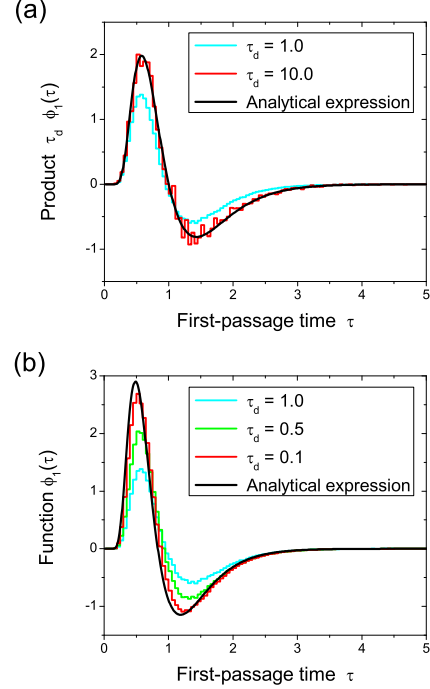 (a)
τd = 1.0
τd = 10.0
Analytical expression
Product τd ϕ1(τ)
2
1
0
-1
0 1 2 3 4 5
First-passage time τ
(b)
τd = 1.0
τd = 0.5
τd = 0.1
Analytical expression
Function ϕ1(τ)
3
2
1
0
-1
0 1 2 3 4 5
First-passage time τ